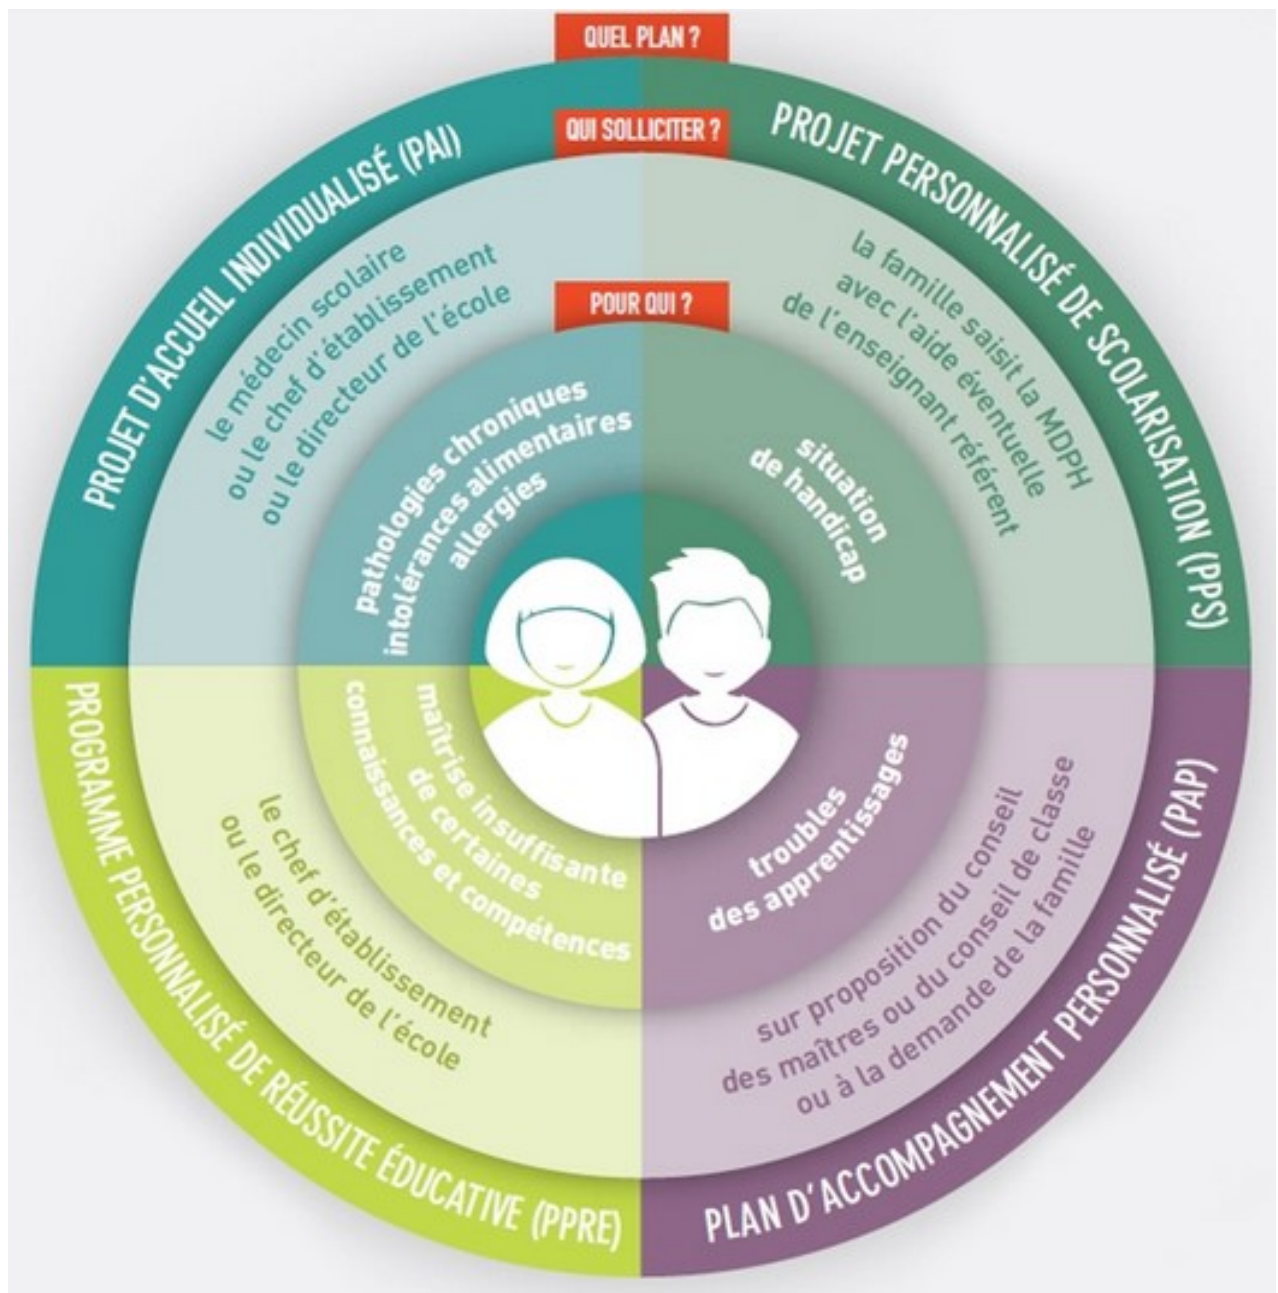 QUEL PLAN ?
QUI SOLLICITER ?
POUR QUI ?
PROJET D'ACCUEIL INDIVIDUALISÉ (PAI)
le médecin scolaire
ou le chef d'établissement
ou le directeur de l'école
pathologies chroniques
intolérances alimentaires
allergies
PROJET PERSONNALISÉ DE SCOLARISATION (PPS)
la famille saisit la MDPH
avec l'aide éventuelle
de l'enseignant référent
situation
de handicap
PROGRAMME PERSONNALISÉ DE RÉUSSITE ÉDUCATIVE (PPRE)
le chef d'établissement
ou le directeur de l'école
maîtrise insuffisante
de certaines
connaissances et compétences
PLAN D'ACCOMPAGNEMENT PERSONNALISÉ (PAP)
sur proposition du conseil
des maîtres ou du conseil de classe
ou à la demande de la famille
troubles
des apprentissages